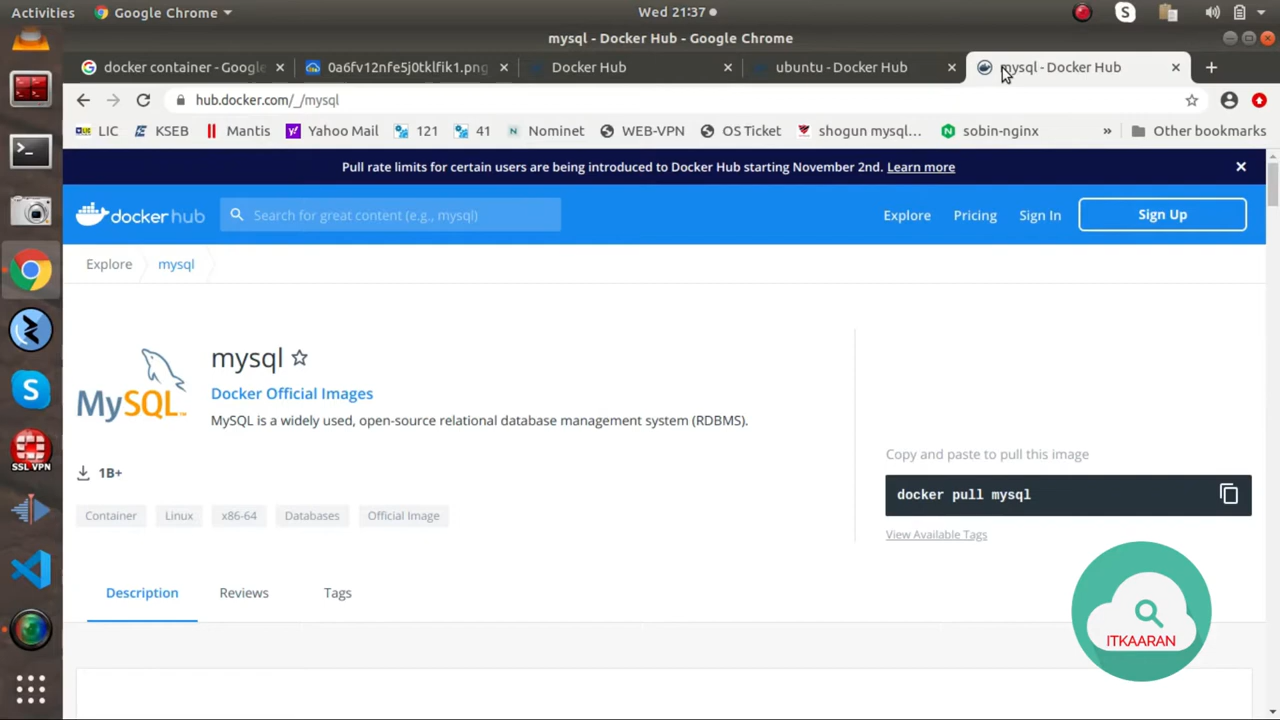 Activities Google Chrome Wed 21:37
mysql - Docker Hub - Google Chrome
docker container - Google 0a6fv12nfe5j0tklfik1.png Docker Hub ubuntu - Docker Hub mysql - Docker Hub
hub.docker.com/_/mysql
LIC KSEB Mantis Yahoo Mail 121 41 Nominet WEB-VPN OS Ticket shogun mysql... sobin-nginx » Other bookmarks
Pull rate limits for certain users are being introduced to Docker Hub starting November 2nd. Learn more
docker hub Search for great content (e.g., mysql) Explore Pricing Sign In Sign Up
Explore mysql
mysql
MySQL™
Docker Official Images
MySQL is a widely used, open-source relational database management system (RDBMS).
1B+
Container Linux x86-64 Databases Official Image
Copy and paste to pull this image
docker pull mysql
View Available Tags
Description Reviews Tags
SSL VPN
ITKAARAN